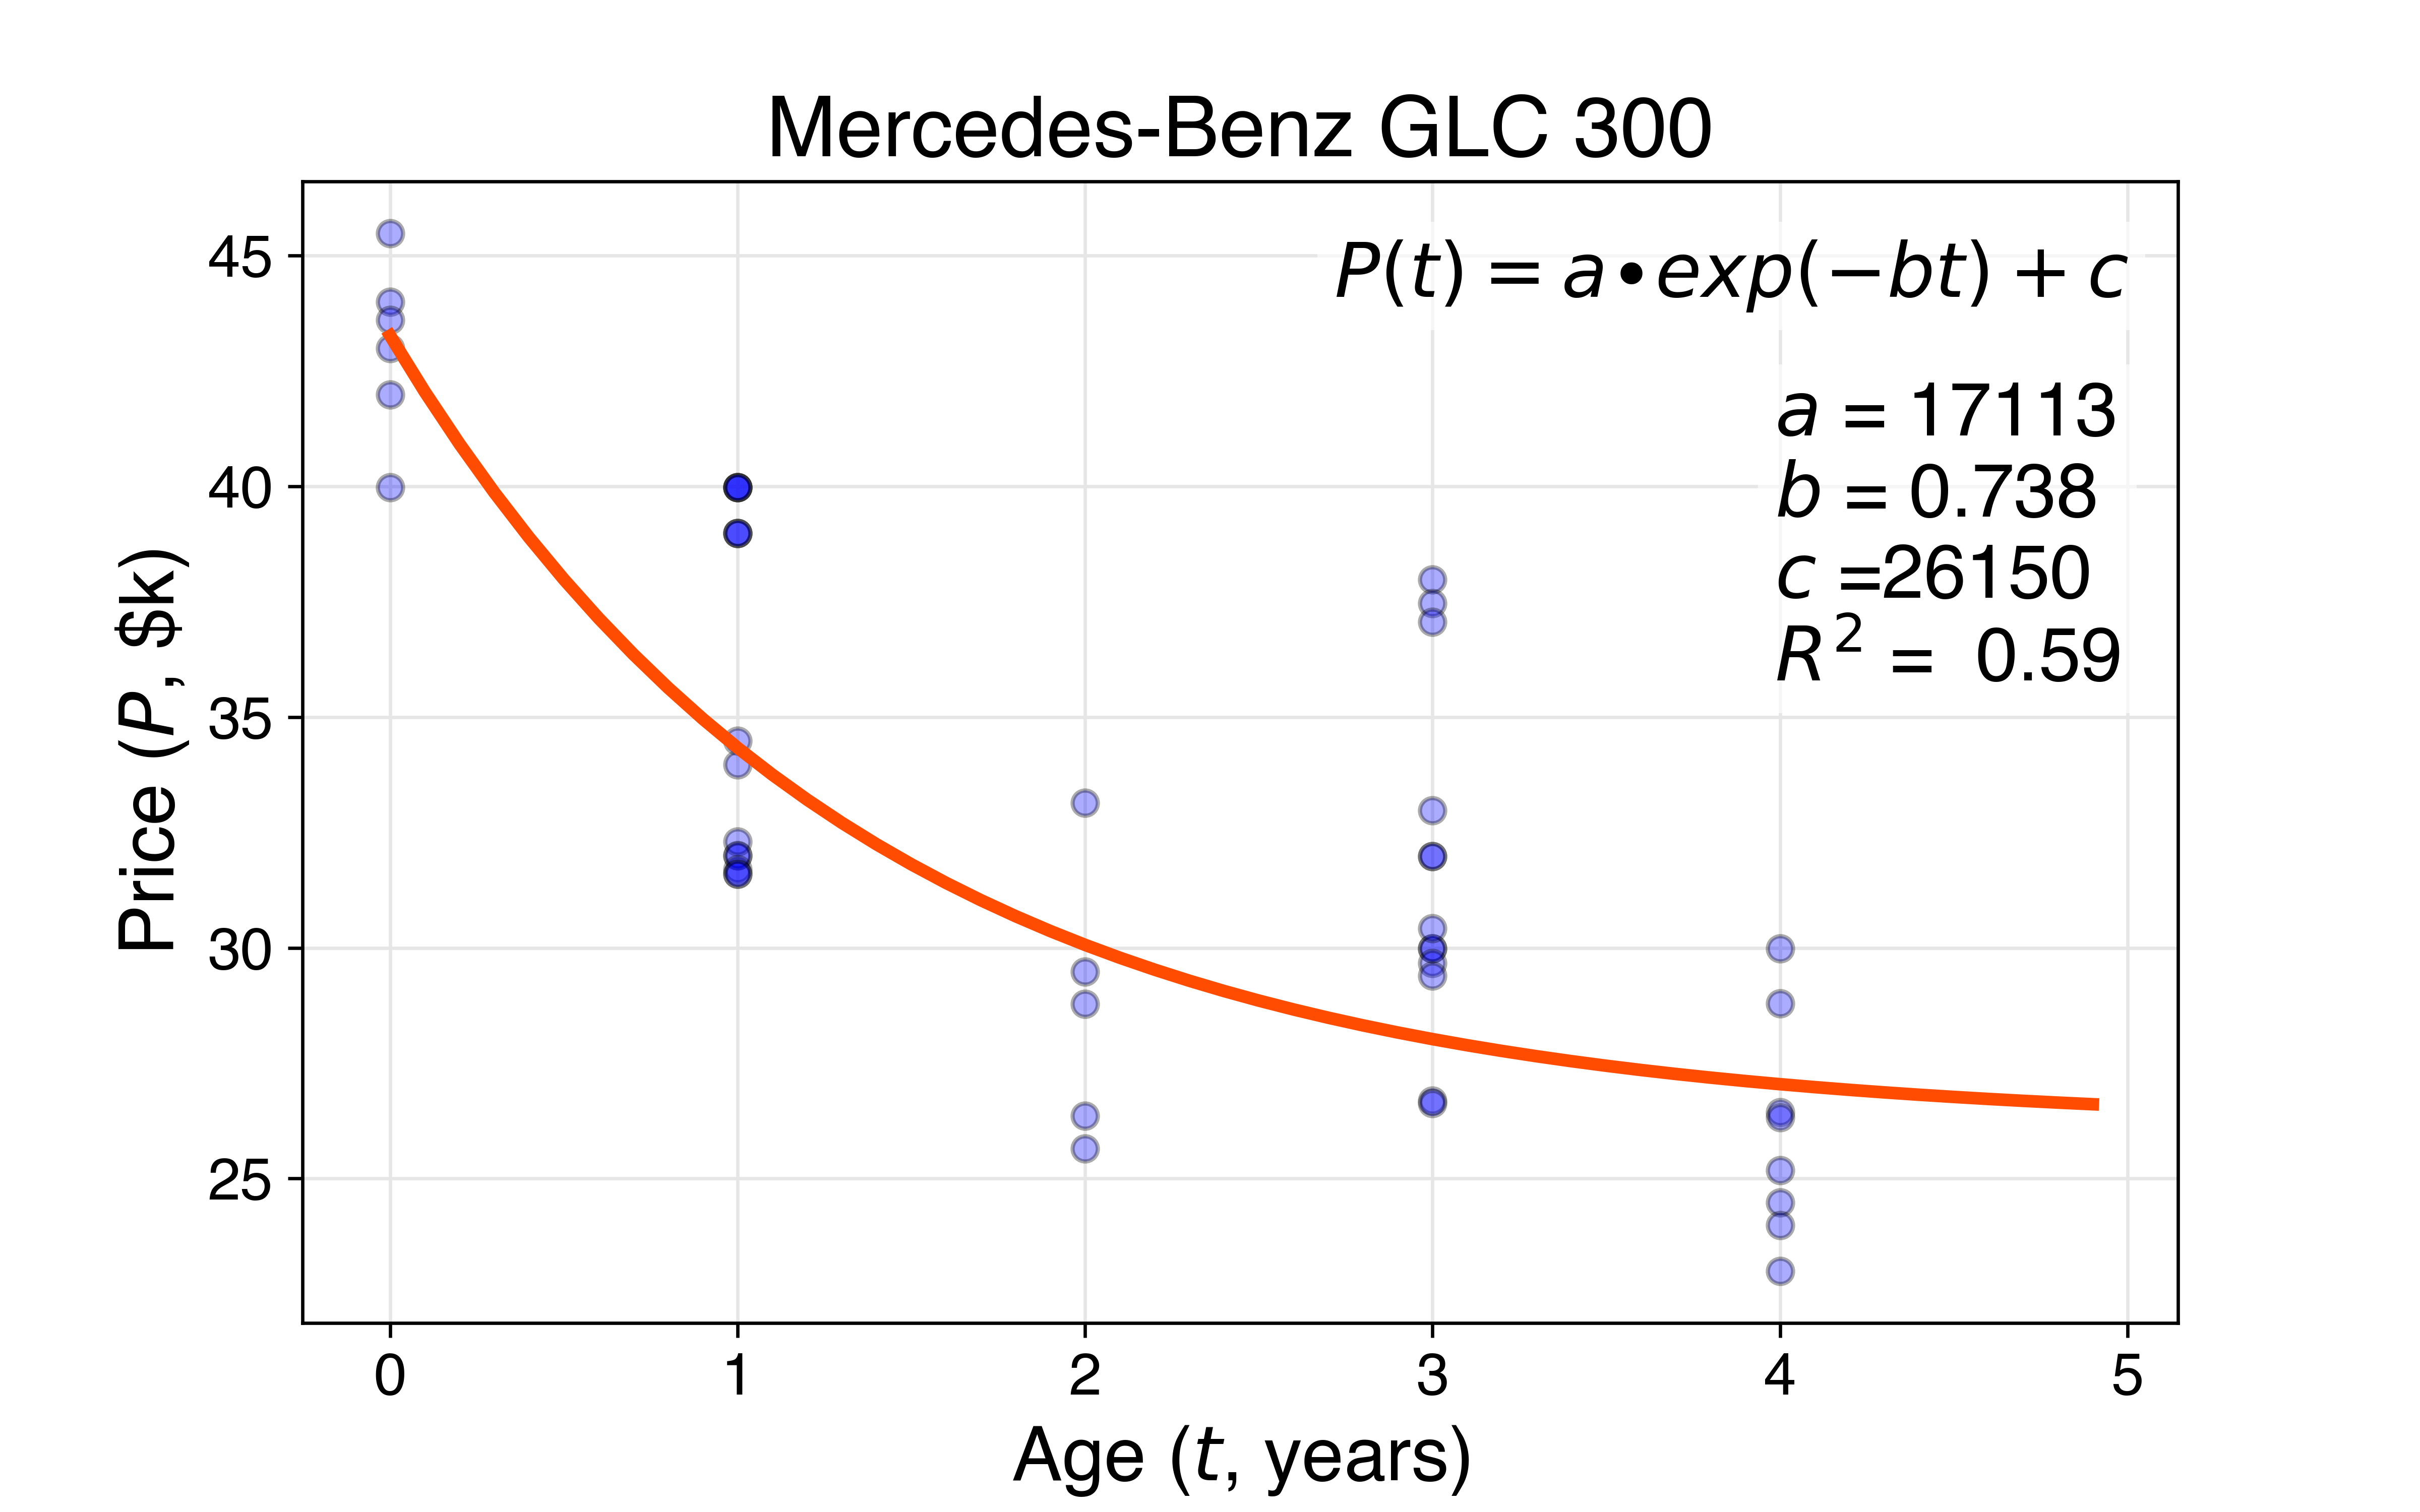 Mercedes-Benz GLC 300
P(t) = a•exp(−bt) + c
a = 17113
b = 0.738
c =26150
R² = 0.59
Price (P, $k)
45
40
35
30
25
0 1 2 3 4 5
Age (t, years)